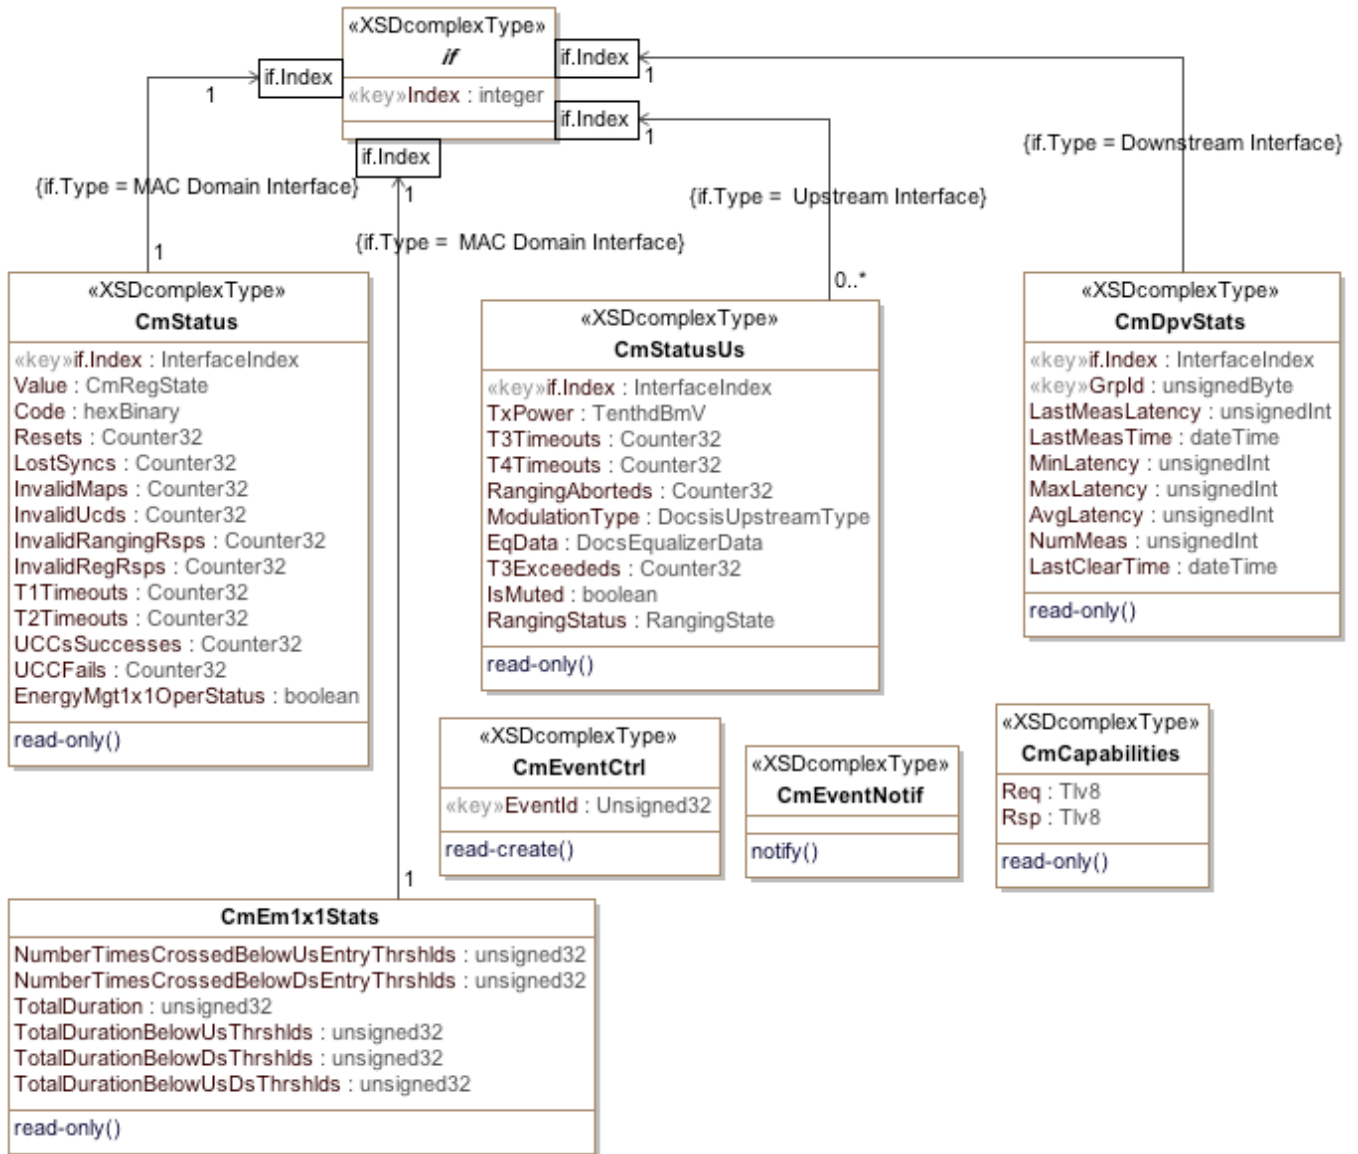 «XSDcomplexType»
if
«key»Index : integer
if.Index
if.Index
if.Index
if.Index
1
1
1
1
{if.Type = Downstream Interface}
{if.Type = MAC Domain Interface}
{if.Type =  Upstream Interface}
{if.Type =  MAC Domain Interface}
1
0..*
«XSDcomplexType»
CmStatus
«key»if.Index : InterfaceIndex
Value : CmRegState
Code : hexBinary
Resets : Counter32
LostSyncs : Counter32
InvalidMaps : Counter32
InvalidUcds : Counter32
InvalidRangingRsps : Counter32
InvalidRegRsps : Counter32
T1Timeouts : Counter32
T2Timeouts : Counter32
UCCsSuccesses : Counter32
UCCFails : Counter32
EnergyMgt1x1OperStatus : boolean
read-only()
«XSDcomplexType»
CmStatusUs
«key»if.Index : InterfaceIndex
TxPower : TenthdBmV
T3Timeouts : Counter32
T4Timeouts : Counter32
RangingAborteds : Counter32
ModulationType : DocsisUpstreamType
EqData : DocsEqualizerData
T3Exceededs : Counter32
IsMuted : boolean
RangingStatus : RangingState
read-only()
«XSDcomplexType»
CmDpvStats
«key»if.Index : InterfaceIndex
«key»GrpId : unsignedByte
LastMeasLatency : unsignedInt
LastMeasTime : dateTime
MinLatency : unsignedInt
MaxLatency : unsignedInt
AvgLatency : unsignedInt
NumMeas : unsignedInt
LastClearTime : dateTime
read-only()
«XSDcomplexType»
CmEventCtrl
«key»EventId : Unsigned32
read-create()
«XSDcomplexType»
CmEventNotif
notify()
«XSDcomplexType»
CmCapabilities
Req : Tlv8
Rsp : Tlv8
read-only()
1
CmEm1x1Stats
NumberTimesCrossedBelowUsEntryThrshlds : unsigned32
NumberTimesCrossedBelowDsEntryThrshlds : unsigned32
TotalDuration : unsigned32
TotalDurationBelowUsThrshlds : unsigned32
TotalDurationBelowDsThrshlds : unsigned32
TotalDurationBelowUsDsThrshlds : unsigned32
read-only()